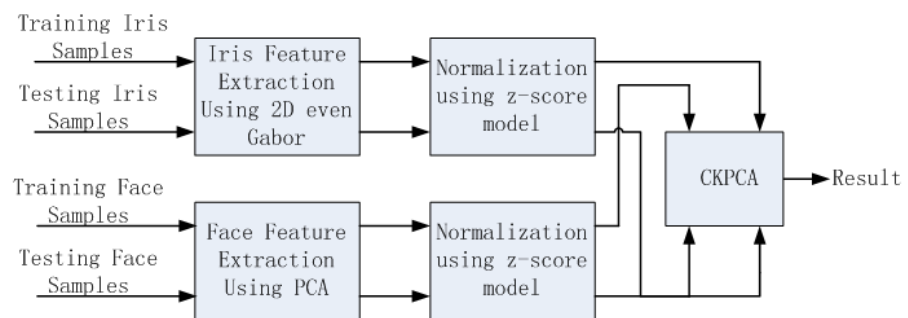 Training Iris
Samples
Testing Iris
Samples
Iris Feature
Extraction
Using 2D even
Gabor
Normalization
using z-score
model
Training Face
Samples
Testing Face
Samples
Face Feature
Extraction
Using PCA
Normalization
using z-score
model
CKPCA
Result